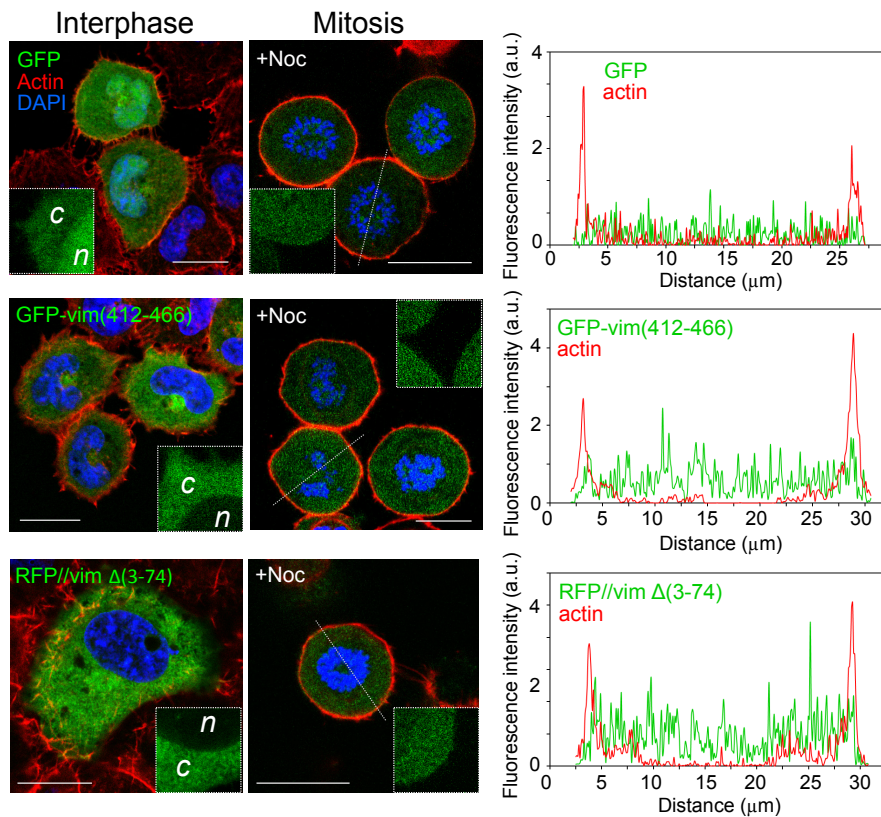 Interphase
Mitosis
GFP
Actin
DAPI
c
n
+Noc
Fluorescence intensity (a.u.)
4
2
0
GFP
actin
5 10 15 20 25
Distance (μm)
GFP-vim(412-466)
c
n
+Noc
Fluorescence intensity (a.u.)
4
2
0
GFP-vim(412-466)
actin
0 5 10 15 20 25 30
Distance (μm)
RFP//vim Δ(3-74)
n
c
+Noc
Fluorescence intensity (a.u.)
4
2
0
RFP//vim Δ(3-74)
actin
0 5 10 15 20 25 30
Distance (μm)